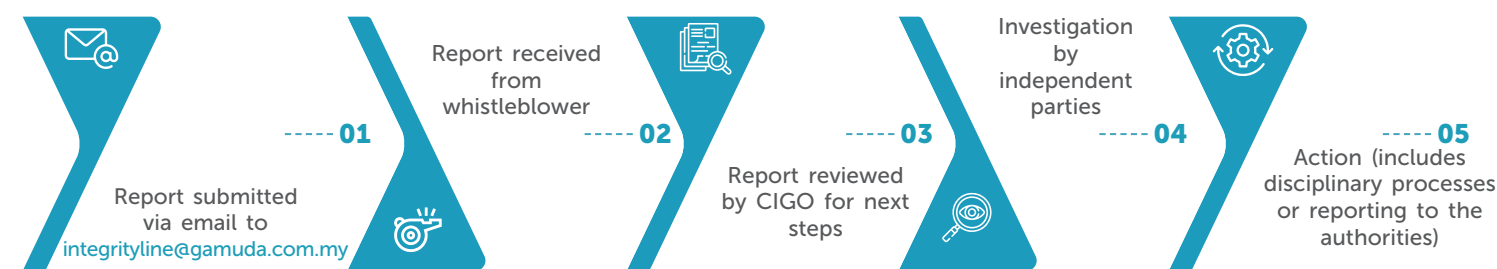 01
Report submitted
via email to
integrityline@gamuda.com.my
Report received
from
whistleblower
02
03
Report reviewed
by CIGO for next
steps
Investigation
by
independent
parties
04
05
Action (includes
disciplinary processes
or reporting to the
authorities)